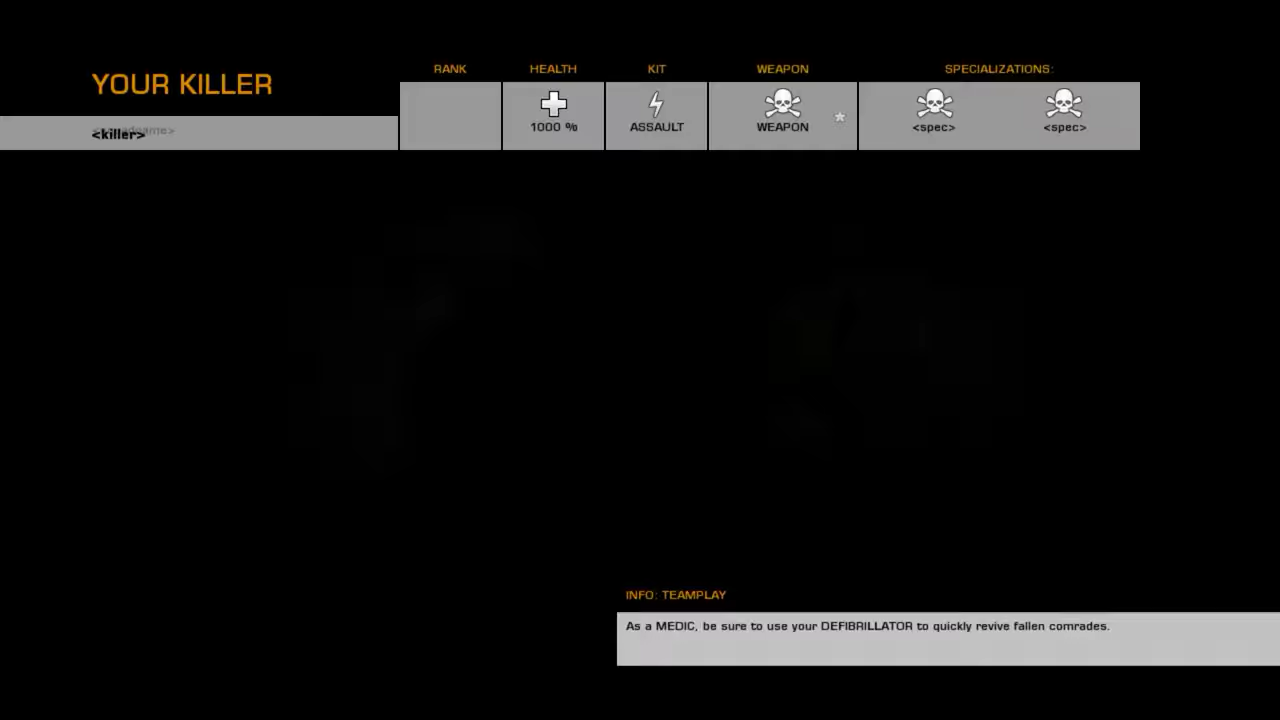 YOUR KILLER
<killer>
RANK
HEALTH
1000 %
KIT
ASSAULT
WEAPON
WEAPON
SPECIALIZATIONS:
<spec>
<spec>
INFO: TEAMPLAY
As a MEDIC, be sure to use your DEFIBRILLATOR to quickly revive fallen comrades.